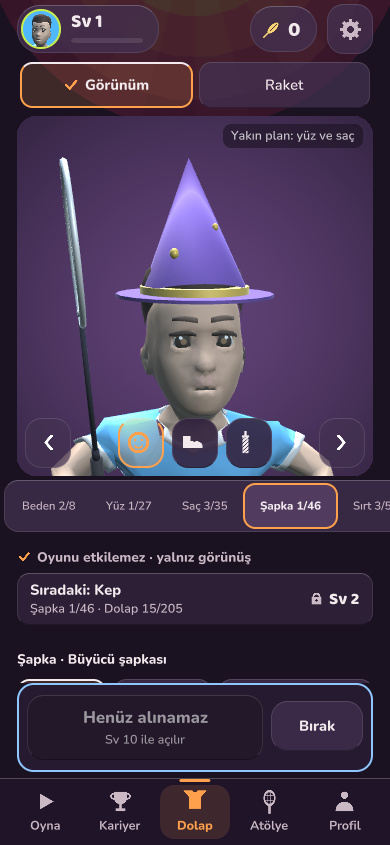 Sv 1
0
Görünüm
Raket
Yakın plan: yüz ve saç
Beden 2/8
Yüz 1/27
Saç 3/35
Şapka 1/46
Sırt 3/5
Oyunu etkilemez · yalnız görünüş
Sıradaki: Kep
Şapka 1/46 · Dolap 15/205
Sv 2
Şapka · Büyücü şapkası
Henüz alınamaz
Sv 10 ile açılır
Bırak
Oyna
Kariyer
Dolap
Atölye
Profil